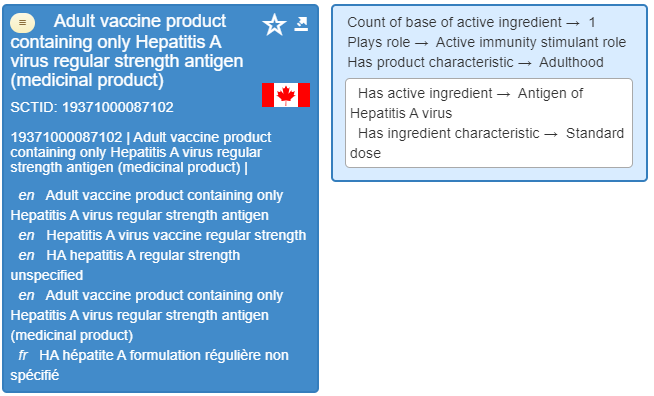 Adult vaccine product
containing only Hepatitis A
virus regular strength antigen
(medicinal product)
SCTID: 19371000087102
19371000087102 | Adult vaccine product
containing only Hepatitis A virus regular
strength antigen (medicinal product) |
en Adult vaccine product containing only
Hepatitis A virus regular strength antigen
en Hepatitis A virus vaccine regular strength
en HA hepatitis A regular strength
unspecified
en Adult vaccine product containing only
Hepatitis A virus regular strength antigen
(medicinal product)
fr HA hépatite A formulation régulière non
spécifié
Count of base of active ingredient → 1
Plays role → Active immunity stimulant role
Has product characteristic → Adulthood
Has active ingredient → Antigen of
Hepatitis A virus
Has ingredient characteristic → Standard
dose